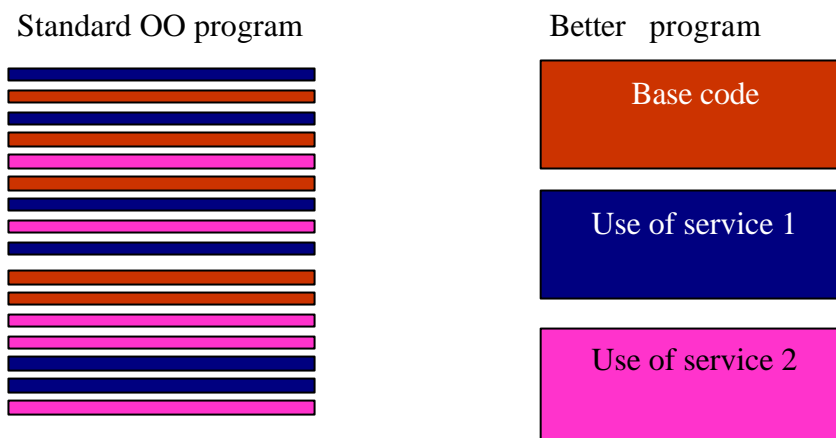 Standard OO program
Better program
Base code
Use of service 1
Use of service 2